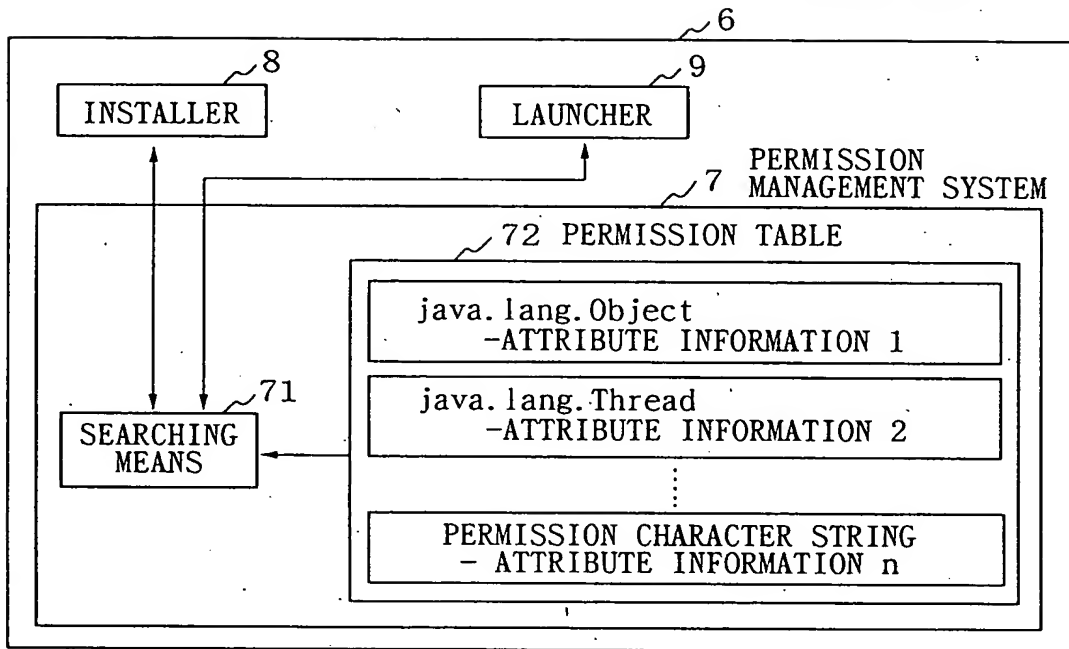 6
8
9
INSTALLER
LAUNCHER
7 PERMISSION
MANAGEMENT SYSTEM
72 PERMISSION TABLE
java.lang.Object
-ATTRIBUTE INFORMATION 1
71
java.lang.Thread
-ATTRIBUTE INFORMATION 2
SEARCHING
MEANS
PERMISSION CHARACTER STRING
- ATTRIBUTE INFORMATION n